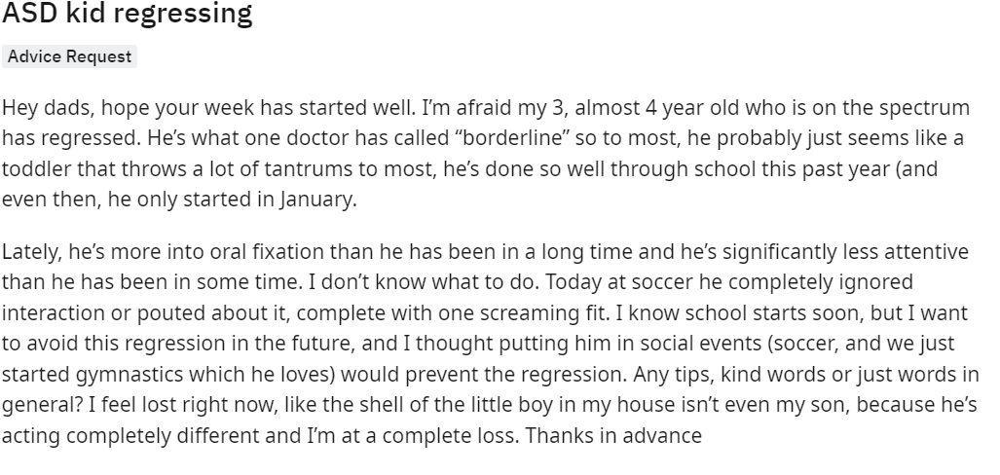 ASD kid regressing
Advice Request
Hey dads, hope your week has started well. I'm afraid my 3, almost 4 year old who is on the spectrum
has regressed. He's what one doctor has called “borderline” so to most, he probably just seems like a
toddler that throws a lot of tantrums to most, he's done so well through school this past year (and
even then, he only started in January.
Lately, he's more into oral fixation than he has been in a long time and he's significantly less attentive
than he has been in some time. I don't know what to do. Today at soccer he completely ignored
interaction or pouted about it, complete with one screaming fit. I know school starts soon, but I want
to avoid this regression in the future, and I thought putting him in social events (soccer, and we just
started gymnastics which he loves) would prevent the regression. Any tips, kind words or just words in
general? I feel lost right now, like the shell of the little boy in my house isn't even my son, because he's
acting completely different and I'm at a complete loss. Thanks in advance